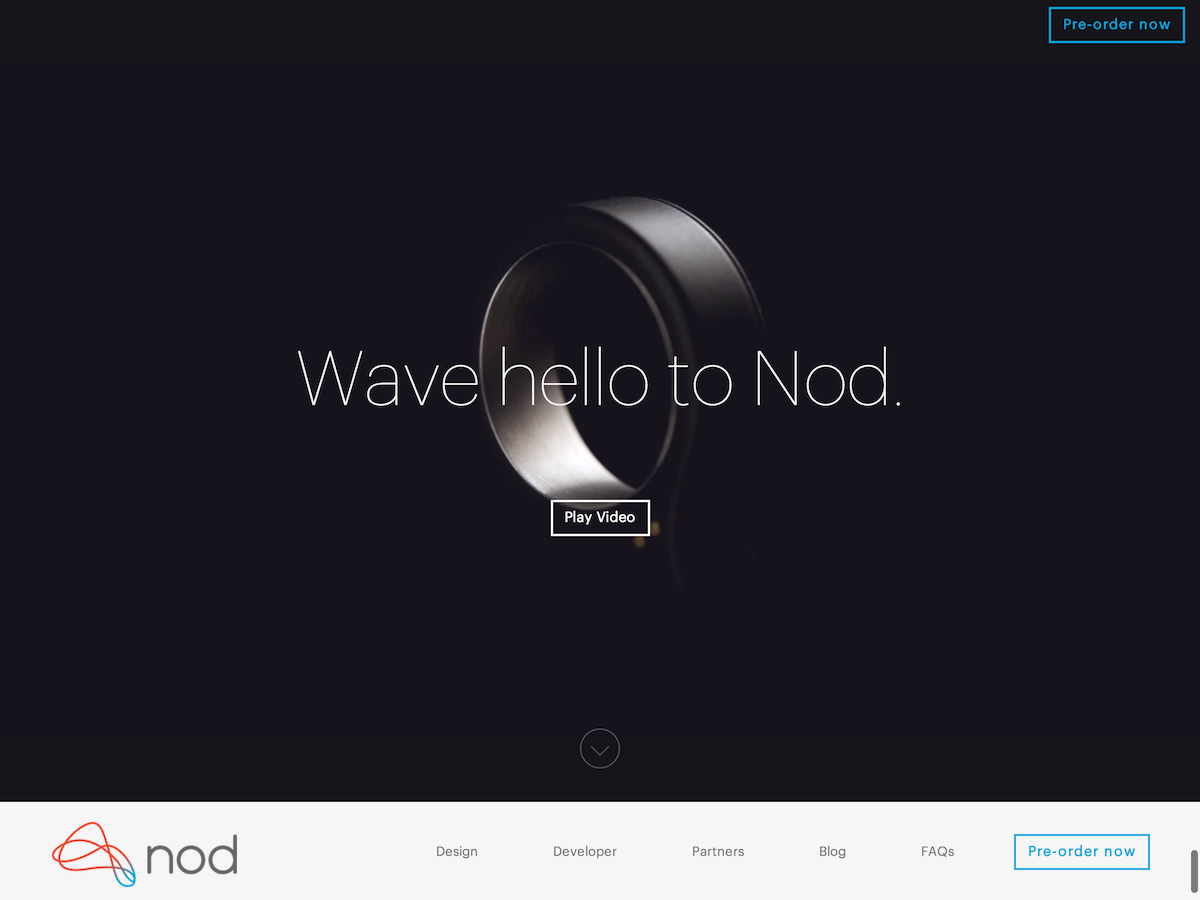 Pre-order now
Wave hello to Nod.
Play Video
nod
Design
Developer
Partners
Blog
FAQs
Pre-order now